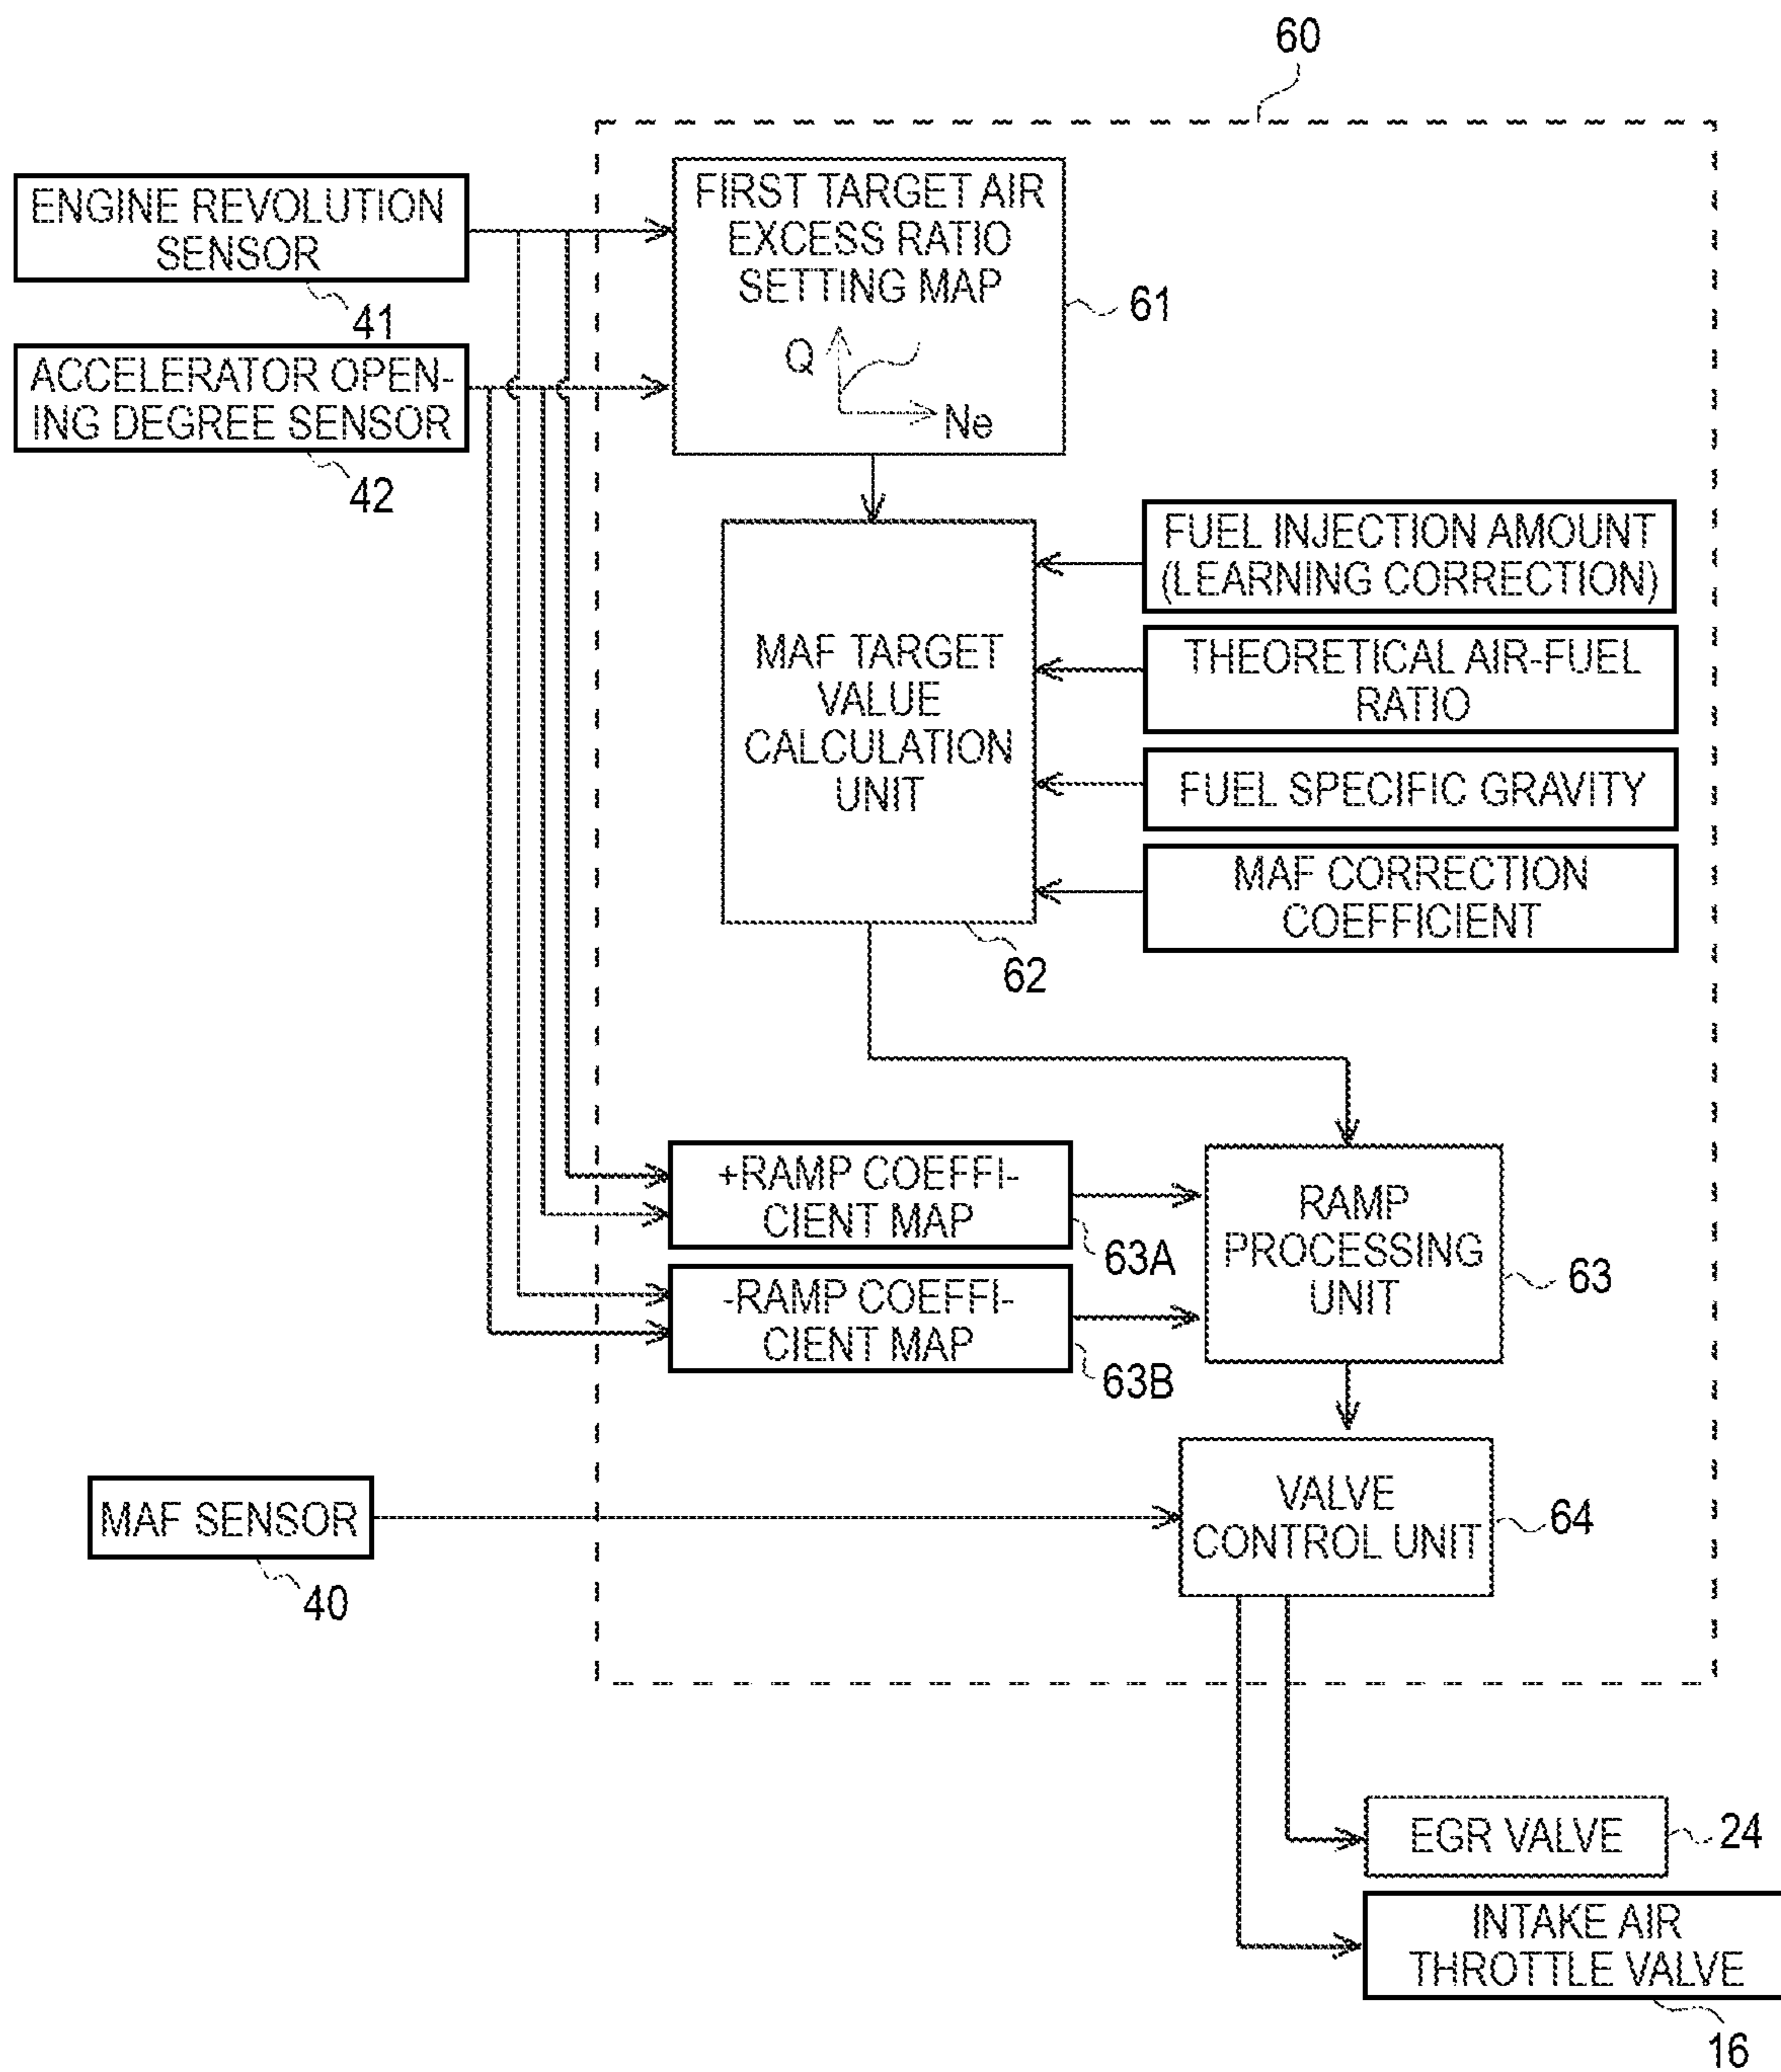 60
ENGINE REVOLUTION
SENSOR
41
ACCELERATOR OPEN-
ING DEGREE SENSOR
42
FIRST TARGET AIR
EXCESS RATIO
SETTING MAP
Q
Ne
61
MAF TARGET
VALUE
CALCULATION
UNIT
62
FUEL INJECTION AMOUNT
(LEARNING CORRECTION)
THEORETICAL AIR-FUEL
RATIO
FUEL SPECIFIC GRAVITY
MAF CORRECTION
COEFFICIENT
+RAMP COEFFI-
CIENT MAP
63A
-RAMP COEFFI-
CIENT MAP
63B
RAMP
PROCESSING
UNIT
63
MAF SENSOR
40
VALVE
CONTROL UNIT
64
EGR VALVE
24
INTAKE AIR
THROTTLE VALVE
16